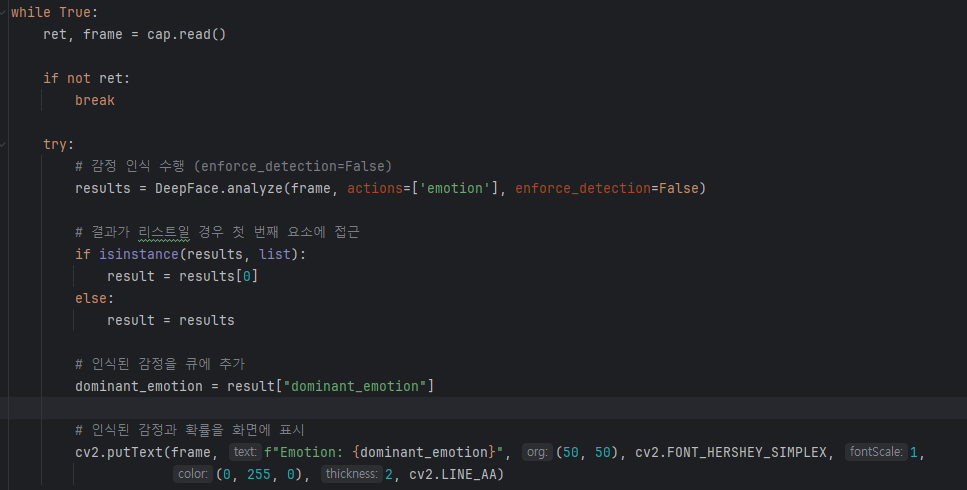 while True:
    ret, frame = cap.read()

    if not ret:
        break

    try:
        # 감정 인식 수행 (enforce_detection=False)
        results = DeepFace.analyze(frame, actions=['emotion'], enforce_detection=False)

        # 결과가 리스트일 경우 첫 번째 요소에 접근
        if isinstance(results, list):
            result = results[0]
        else:
            result = results

        # 인식된 감정을 큐에 추가
        dominant_emotion = result["dominant_emotion"]

        # 인식된 감정과 확률을 화면에 표시
        cv2.putText(frame, text: f"Emotion: {dominant_emotion}", org: (50, 50), cv2.FONT_HERSHEY_SIMPLEX, fontScale: 1,
                    color: (0, 255, 0), thickness: 2, cv2.LINE_AA)